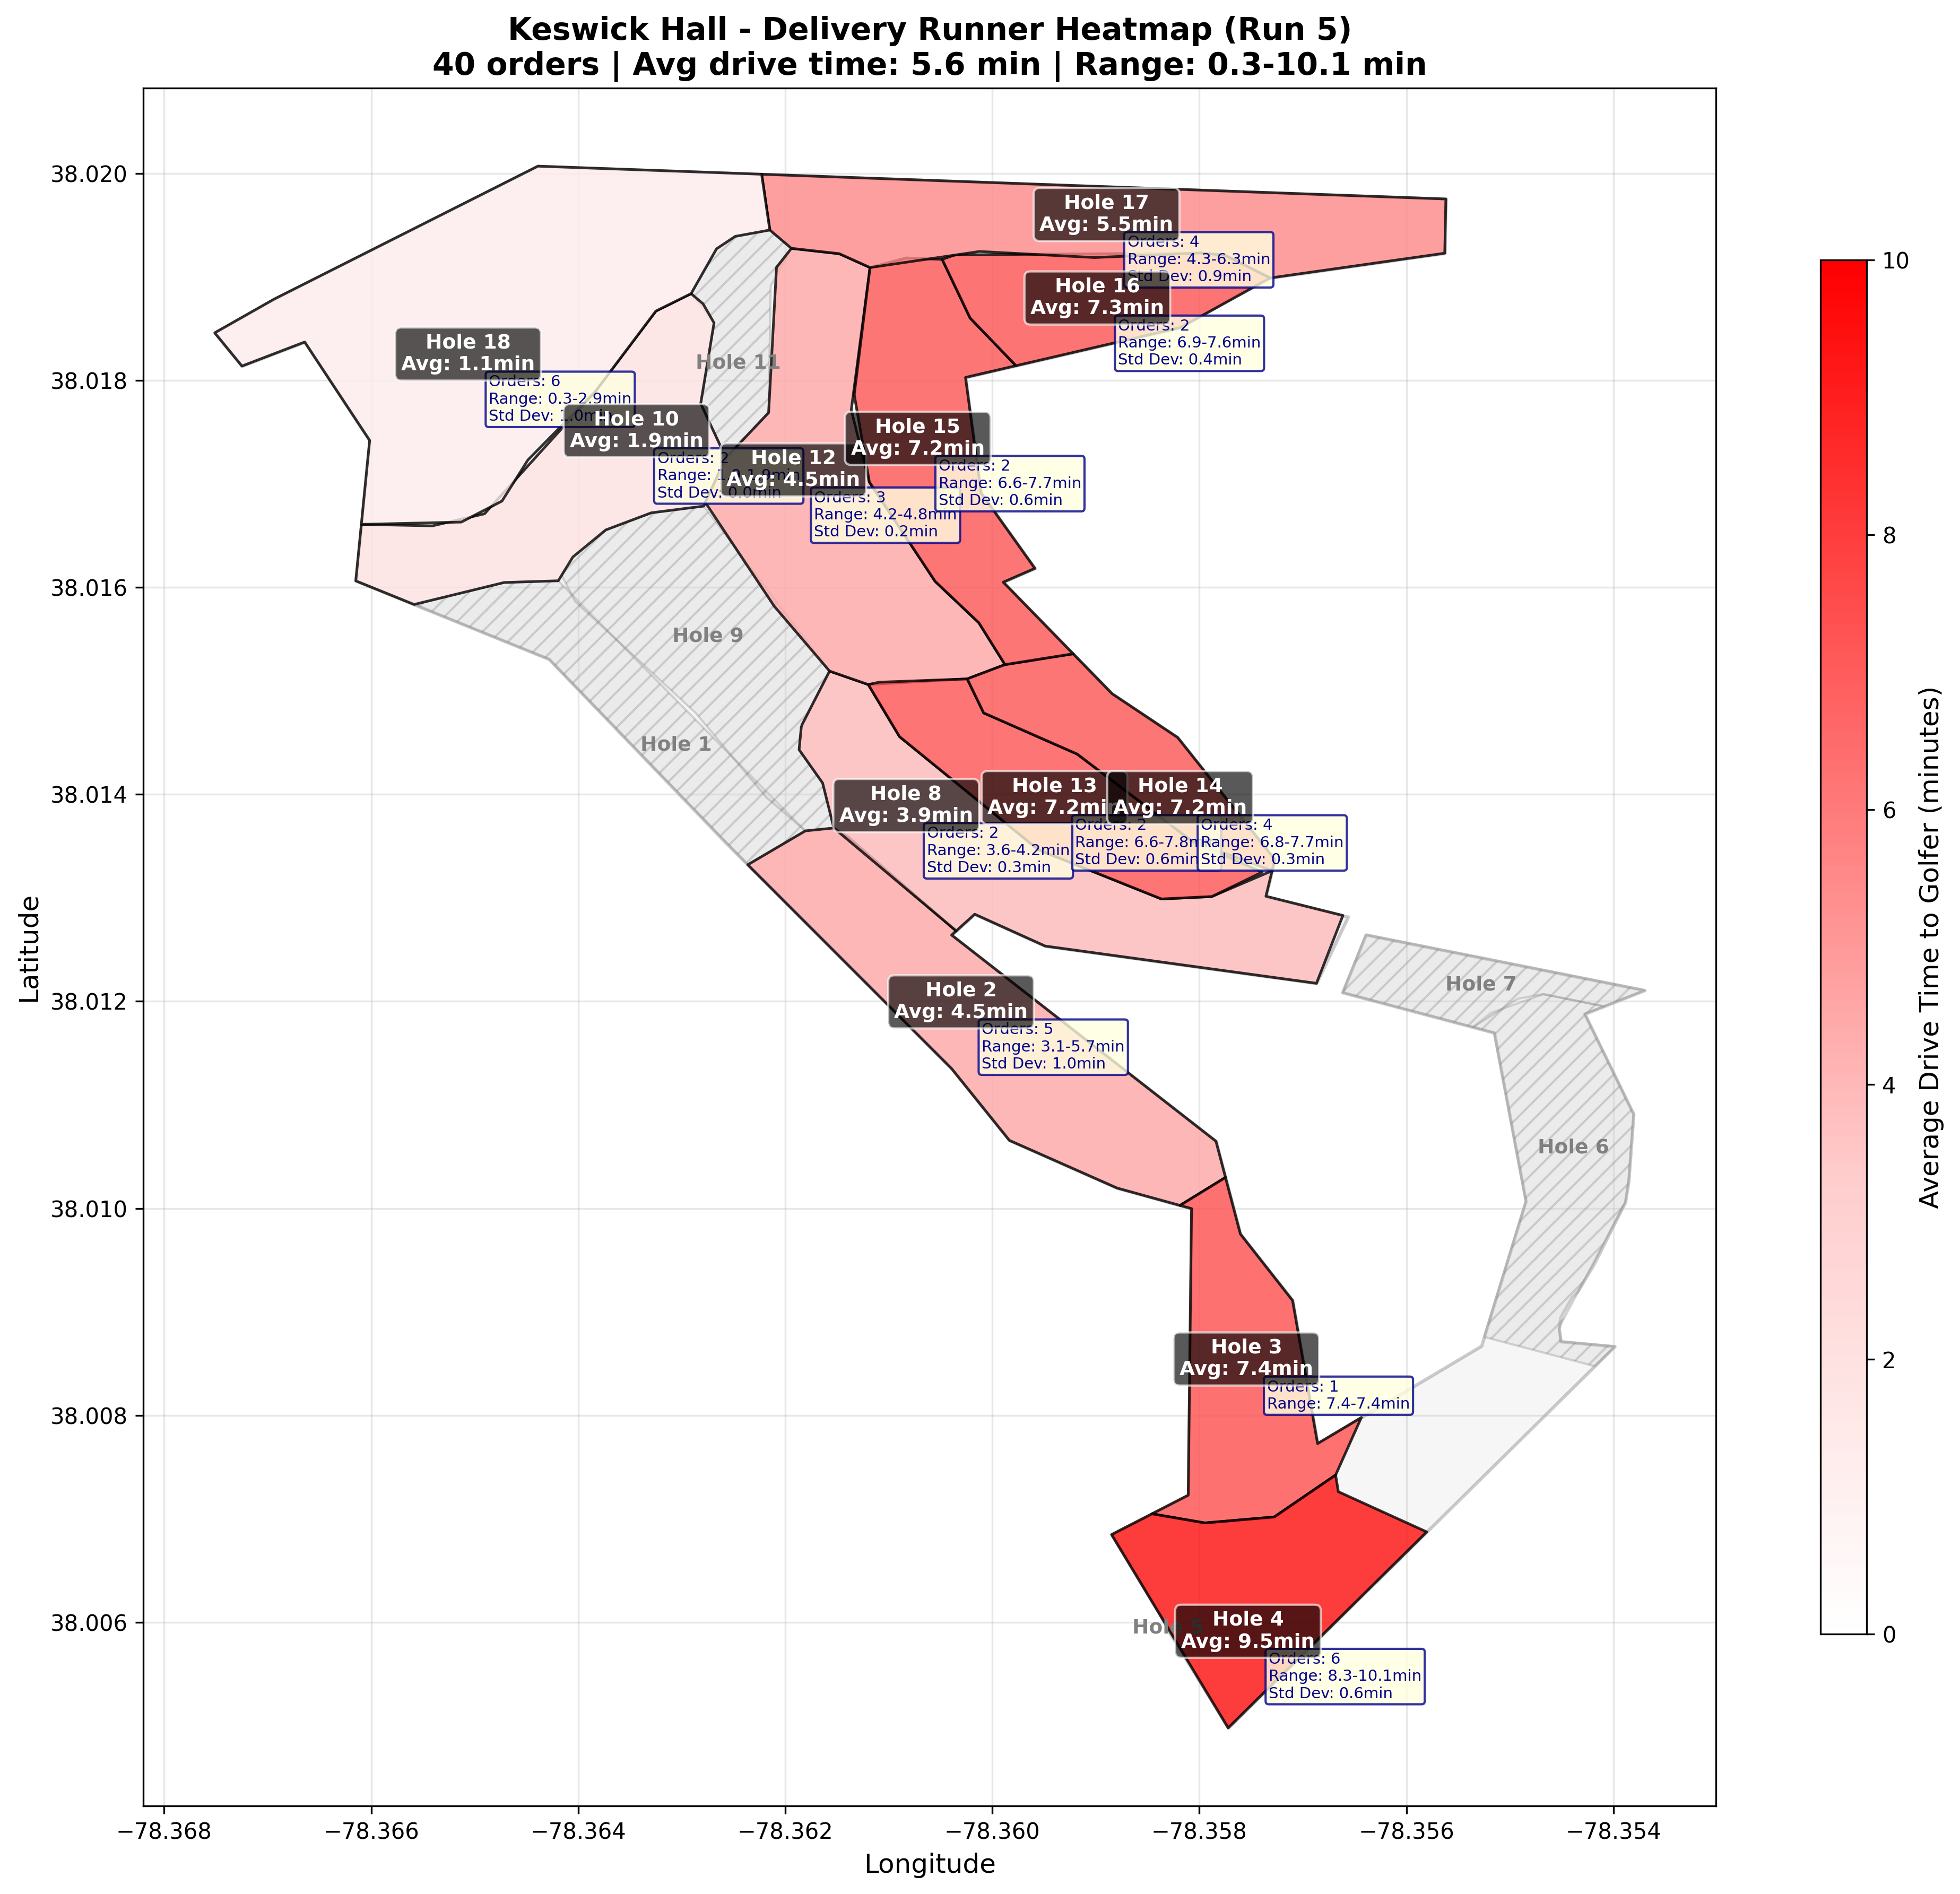 Keswick Hall - Delivery Runner Heatmap (Run 5)
40 orders | Avg drive time: 5.6 min | Range: 0.3-10.1 min
Hole 17
Avg: 5.5min
Orders: 4
Range: 4.3-6.3min
Std Dev: 0.9min
Hole 16
Avg: 7.3min
Orders: 2
Range: 6.9-7.6min
Std Dev: 0.4min
Hole 18
Avg: 1.1min
Orders: 6
Range: 0.3-2.9min
Std Dev: 1.0min
Hole 11
Hole 10
Avg: 1.9min
Orders: 2
Range:
Std Dev: 0.0min
Hole 12
Avg: 4.5min
Orders: 3
Range: 4.2-4.8min
Std Dev: 0.2min
Hole 15
Avg: 7.2min
Orders: 2
Range: 6.6-7.7min
Std Dev: 0.6min
Hole 9
Hole 1
Hole 8
Avg: 3.9min
Orders: 2
Range: 3.6-4.2min
Std Dev: 0.3min
Hole 13
Avg: 7.2min
Orders: 2
Range: 6.6-7.8m
Std Dev: 0.6min
Hole 14
Avg: 7.2min
Orders: 4
Range: 6.8-7.7min
Std Dev: 0.3min
Hole 7
Hole 2
Avg: 4.5min
Orders: 5
Range: 3.1-5.7min
Std Dev: 1.0min
Hole 6
Hole 3
Avg: 7.4min
Orders: 1
Range: 7.4-7.4min
Hole 5
Hole 4
Avg: 9.5min
Orders: 6
Range: 8.3-10.1min
Std Dev: 0.6min
38.020
38.018
38.016
38.014
38.012
38.010
38.008
38.006
Latitude
−78.368
−78.366
−78.364
−78.362
−78.360
−78.358
−78.356
−78.354
Longitude
10
8
6
4
2
0
Average Drive Time to Golfer (minutes)